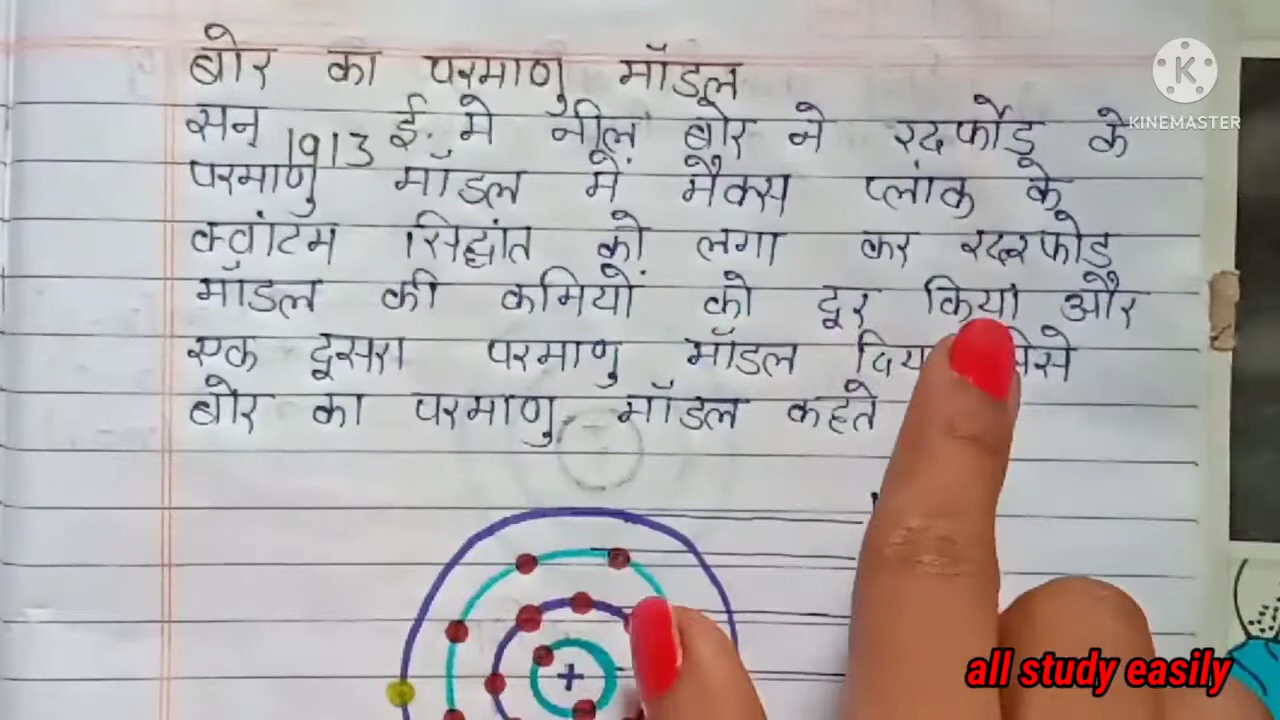 बोर का परमाणु मॉडल
सन् 1913 ई. मे नील बोर ने रदर्फोड के
परमाणु मॉडल में मैक्स प्लांक के
क्वांटम सिद्धांत को लगा कर रदरफोड
मॉडल की कमियों को दूर किया और
एक दूसरा परमाणु मॉडल
बोर का परमाणु मॉडल कहते
+
K
KINEMASTER
all study easily